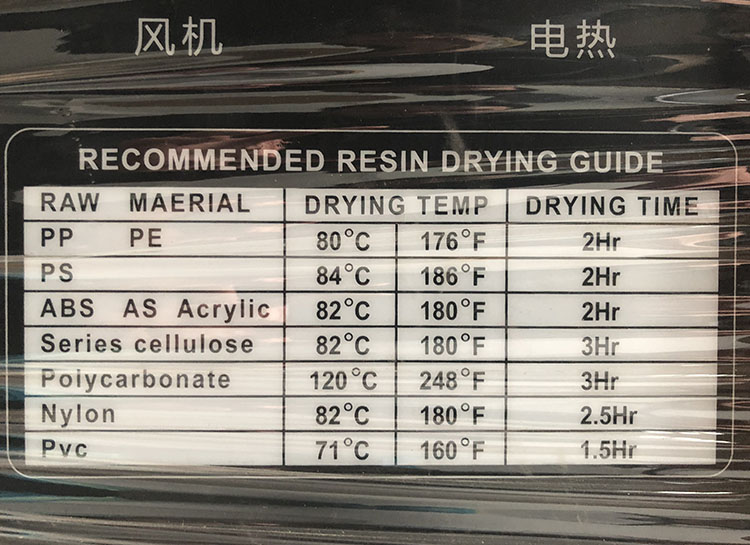 风机 电热
RECOMMENDED RESIN DRYING GUIDE
RAW MAERIAL DRYING TEMP DRYING TIME
PP PE 80°C 176°F 2Hr
PS 84°C 186°F 2Hr
ABS AS Acrylic 82°C 180°F 2Hr
Series cellulose 82°C 180°F 3Hr
Poiycarbonate 120°C 248°F 3Hr
Nylon 82°C 180°F 2.5Hr
Pvc 71°C 160°F 1.5Hr